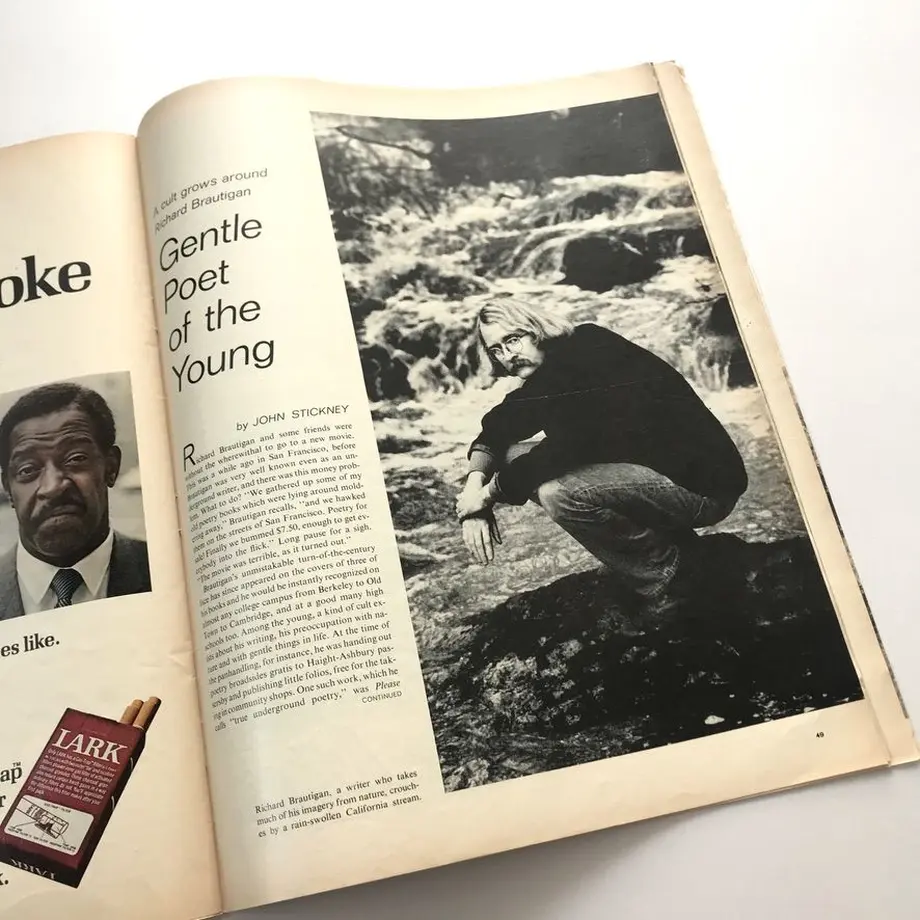 oke
es like.
ap™
r
k.
LARK
A cult grows around
Richard Brautigan
Gentle
Poet
of the
Young
by JOHN STICKNEY
Richard Brautigan and some friends were
without the wherewithal to go to a new movie.
This was a while ago in San Francisco, before
Brautigan was very well known even as an un-
derground writer, and there was this money prob-
lem. What to do? "We gathered up some of my
old poetry books which were lying around mold-
ering away," Brautigan recalls, "and we hawked
them on the streets of San Francisco. Poetry for
sale! Finally we bummed $7.50, enough to get ev-
erybody into the flick." Long pause for a sigh.
"The movie was terrible, as it turned out."
Brautigan's unmistakable turn-of-the-century
face has since appeared on the covers of three of
his books and he would be instantly recognized on
almost any college campus from Berkeley to Old
Town to Cambridge, and at a good many high
schools too. Among the young, a kind of cult ex-
ists about his writing, his preoccupation with na-
ture and with gentle things in life. At the time of
the panhandling, for instance, he was handing out
poetry broadsides gratis to Haight-Ashbury pas-
sersby and publishing little folios, free for the tak-
ing in community shops. One such work, which he
calls "true underground poetry," was Please
CONTINUED
Richard Brautigan, a writer who takes
much of his imagery from nature, crouch-
es by a rain-swollen California stream.
49